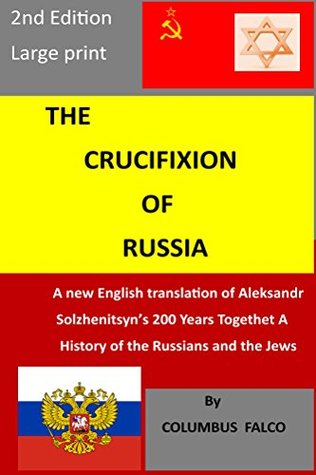 2nd Edition
Large print
THE
CRUCIFIXION
OF
RUSSIA
A new English translation of Aleksandr
Solzhenitsyn's 200 Years Togethet A
History of the Russians and the Jews
By
COLUMBUS FALCO